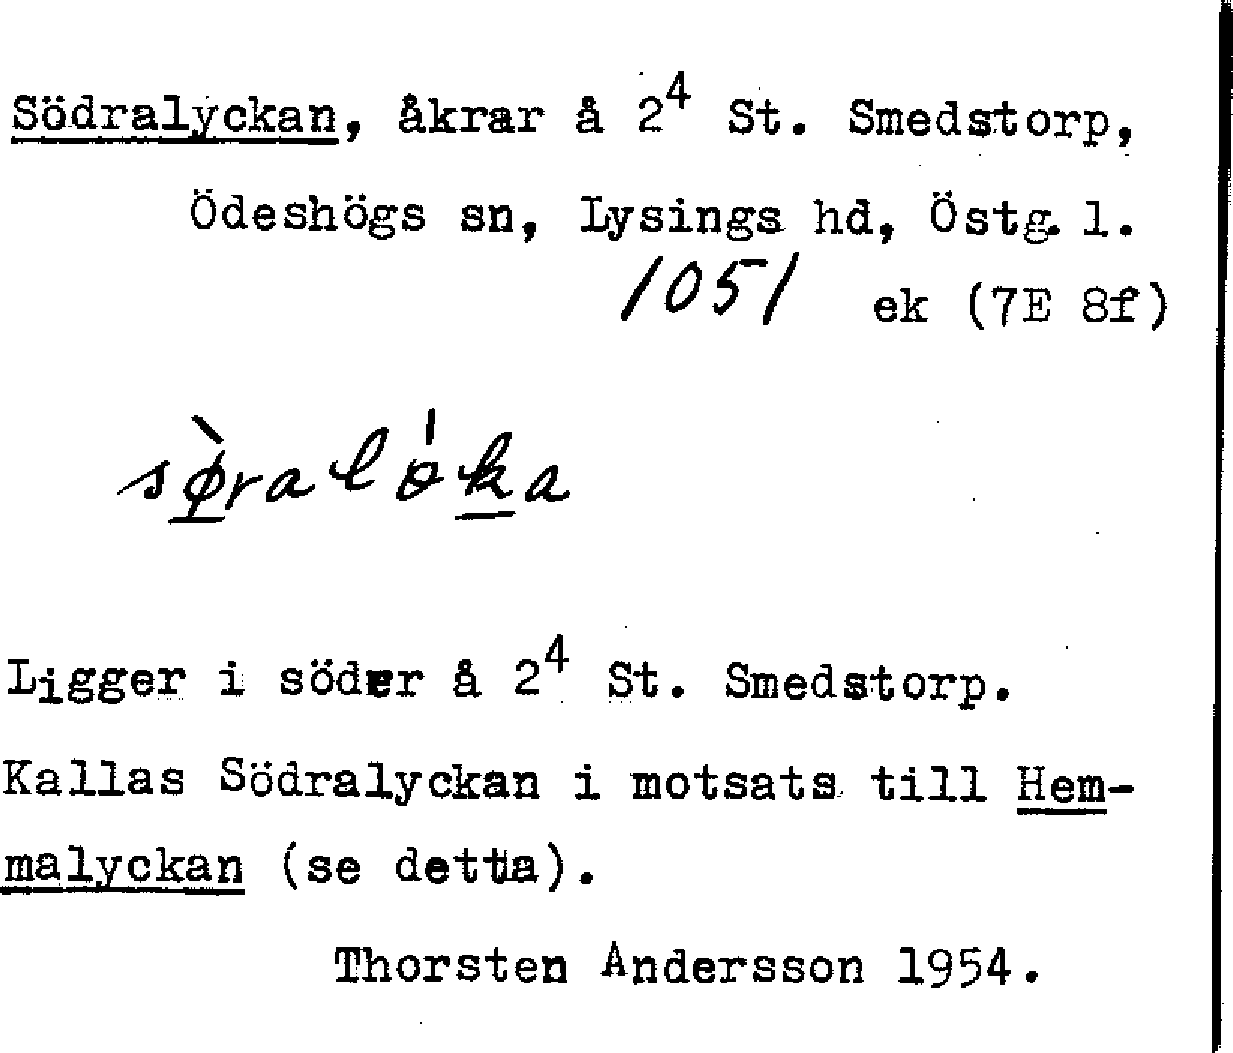 Södralyckan, åkrar å 2⁴ St. Smedstorp,
Ödeshögs sn, Lysings hd, Östg. l.
1051 ek (7E 8f)
sø̀ralɵ́ka
Ligger i söder å 2⁴ St. Smedstorp.
Kallas Södralyckan i motsats till Hem-
malyckan (se detta).
Thorsten Andersson 1954.